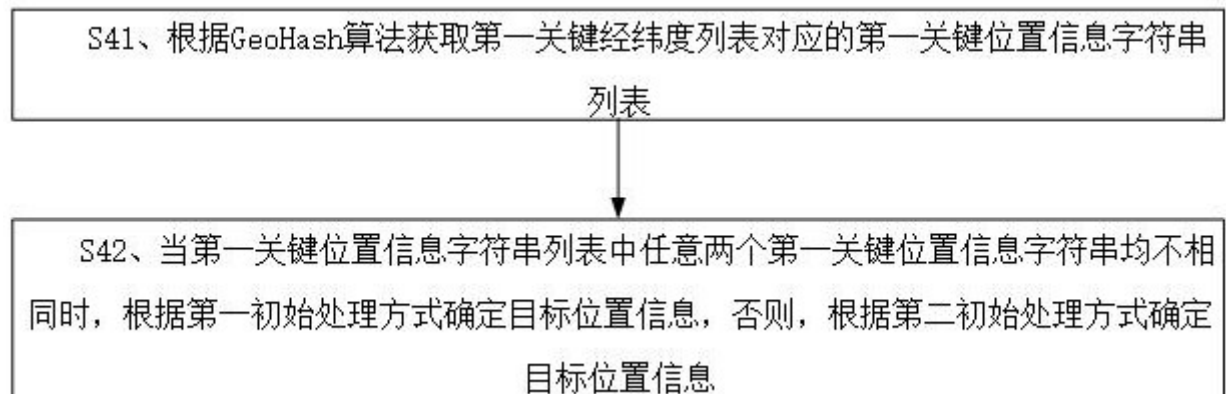 S41、根据GeoHash算法获取第一关键经纬度列表对应的第一关键位置信息字符串
列表
S42、当第一关键位置信息字符串列表中任意两个第一关键位置信息字符串均不相
同时，根据第一初始处理方式确定目标位置信息，否则，根据第二初始处理方式确定
目标位置信息